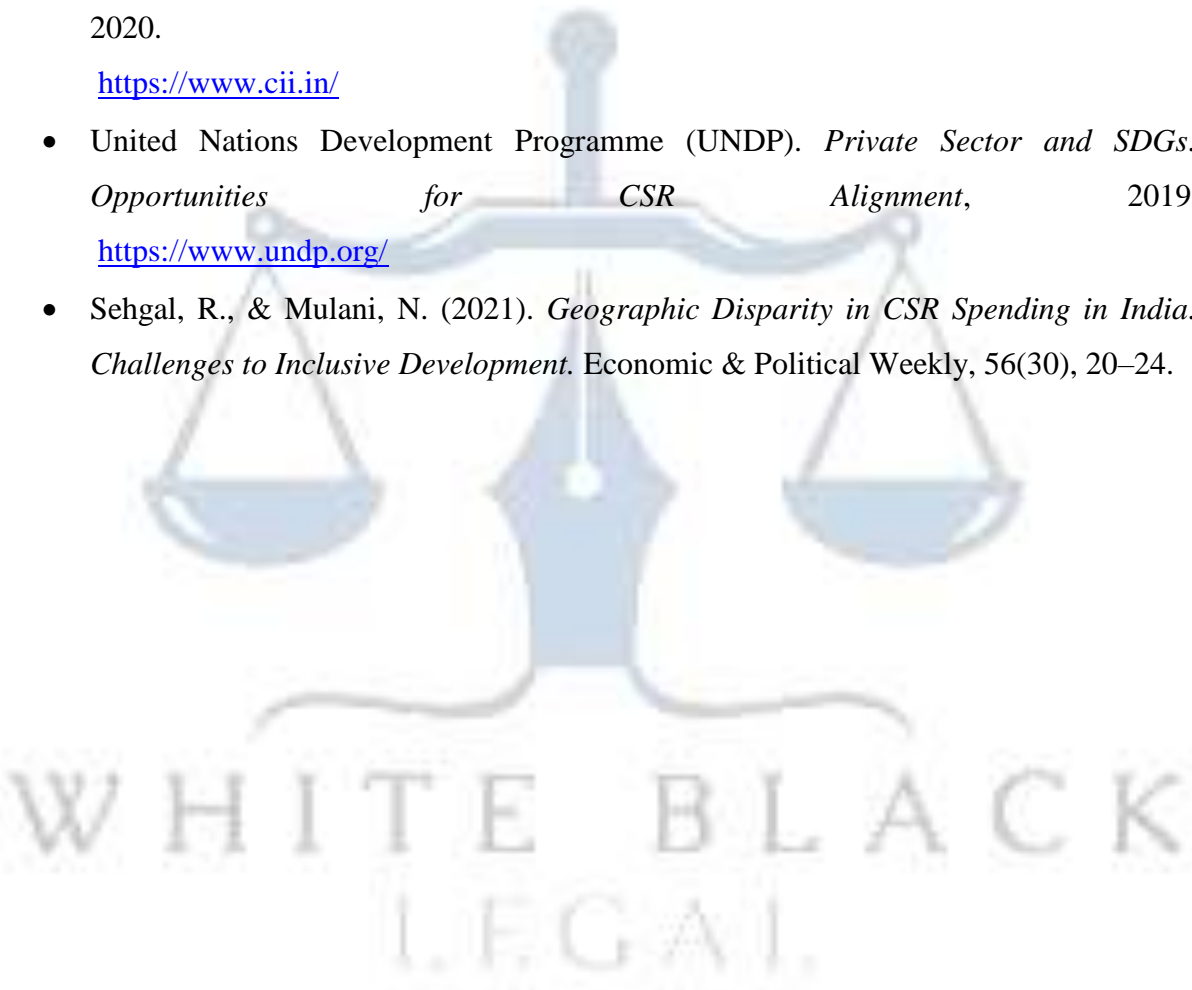 2020.
https://www.cii.in/
• United Nations Development Programme (UNDP). Private Sector and SDGs.
Opportunities for CSR Alignment, 2019
https://www.undp.org/
• Sehgal, R., & Mulani, N. (2021). Geographic Disparity in CSR Spending in India.
Challenges to Inclusive Development. Economic & Political Weekly, 56(30), 20–24.
WHITE BLACK
LEGAL